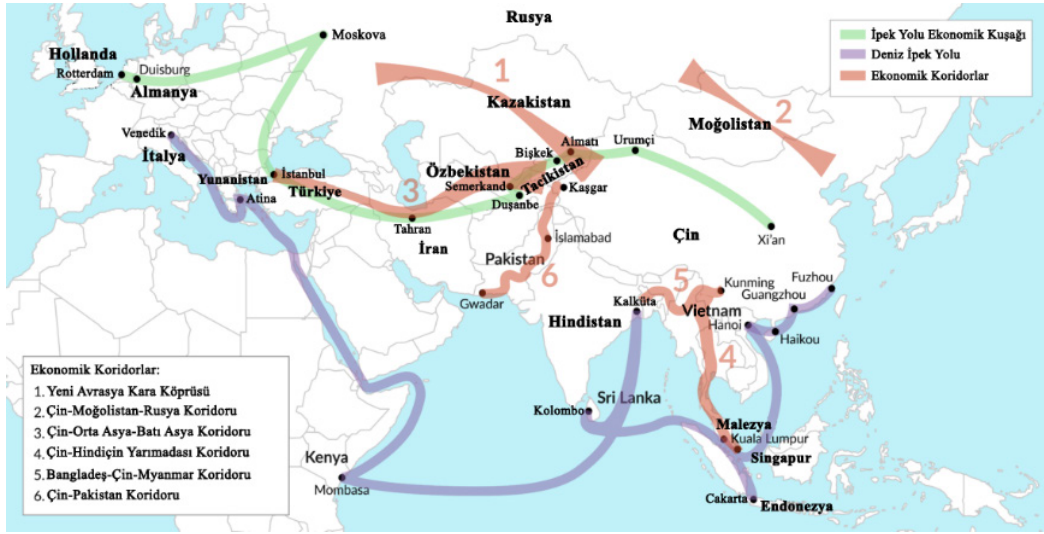 Rusya
İpek Yolu Ekonomik Kuşağı
Deniz İpek Yolu
Ekonomik Koridorlar
Moskova
Hollanda
Rotterdam
Duisburg
Almanya
1
Kazakistan
2
Moğolistan
Venedik
İtalya
Almatı
Urumçi
Bişkek
Yunanistan
İstanbul
Türkiye
Özbekistan
Tacikistan
Semerkand
Kaşgar
3
Atina
Duşanbe
Tahran
İran
Xi'an
Çin
İslamabad
Pakistan
6
Gwadar
5
Kunming
Fuzhou
Guangzhou
Kalküta
Vietnam
Hindistan
Hanoi
Haikou
4
Sri Lanka
Kolombo
Malezya
Kuala Lumpur
Singapur
Kenya
Mombasa
Cakarta
Endonezya
Ekonomik Koridorlar:
1. Yeni Avrasya Kara Köprüsü
2. Çin-Moğolistan-Rusya Koridoru
3. Çin-Orta Asya-Batı Asya Koridoru
4. Çin-Hindiçin Yarımadası Koridoru
5. Bangladeş-Çin-Myanmar Koridoru
6. Çin-Pakistan Koridoru